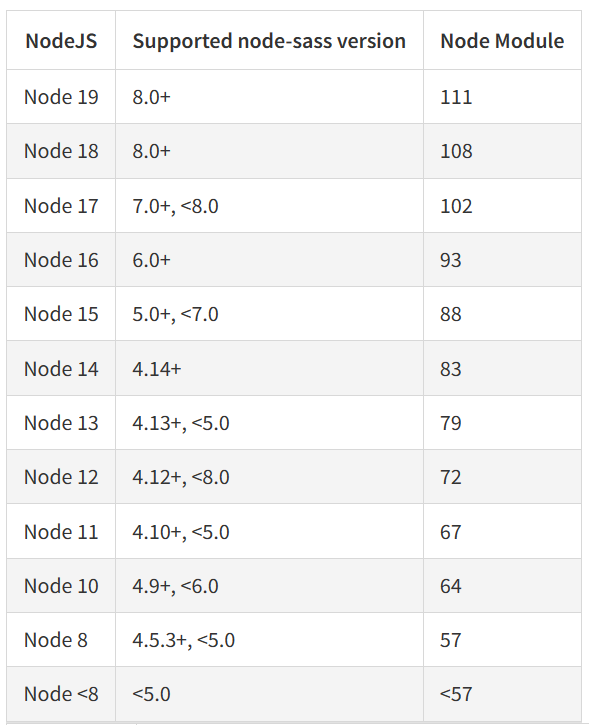 NodeJS Supported node-sass version Node Module
Node 19 8.0+ 111
Node 18 8.0+ 108
Node 17 7.0+, <8.0 102
Node 16 6.0+ 93
Node 15 5.0+, <7.0 88
Node 14 4.14+ 83
Node 13 4.13+, <5.0 79
Node 12 4.12+, <8.0 72
Node 11 4.10+, <5.0 67
Node 10 4.9+, <6.0 64
Node 8 4.5.3+, <5.0 57
Node <8 <5.0 <57